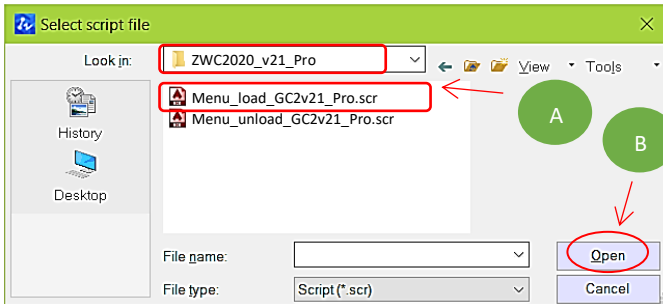 Select script file
Look in: ZWC2020_v21_Pro View Tools
Menu_load_GC2v21_Pro.scr
Menu_unload_GC2v21_Pro.scr
A
B
History
Desktop
File name: Open
File type: Script (*.scr) Cancel